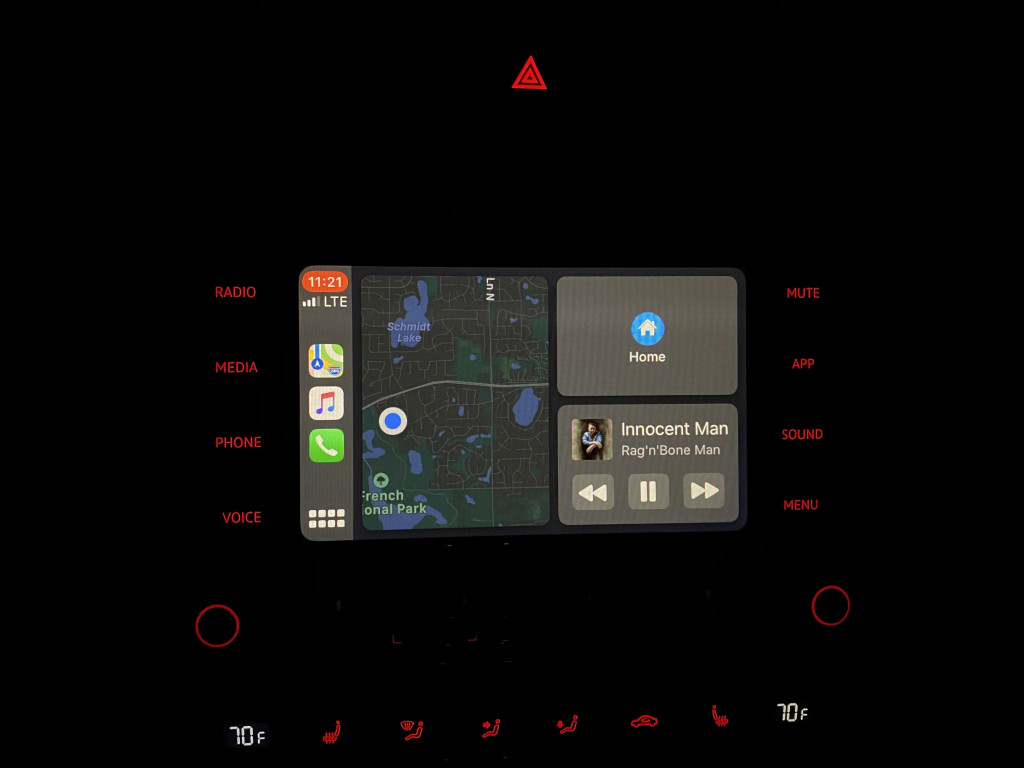 RADIO
MEDIA
PHONE
VOICE
11:21
LTE
Schmidt
Lake
Ln N
French
onal Park
Home
Innocent Man
Rag'n'Bone Man
MUTE
APP
SOUND
MENU
70F
70F